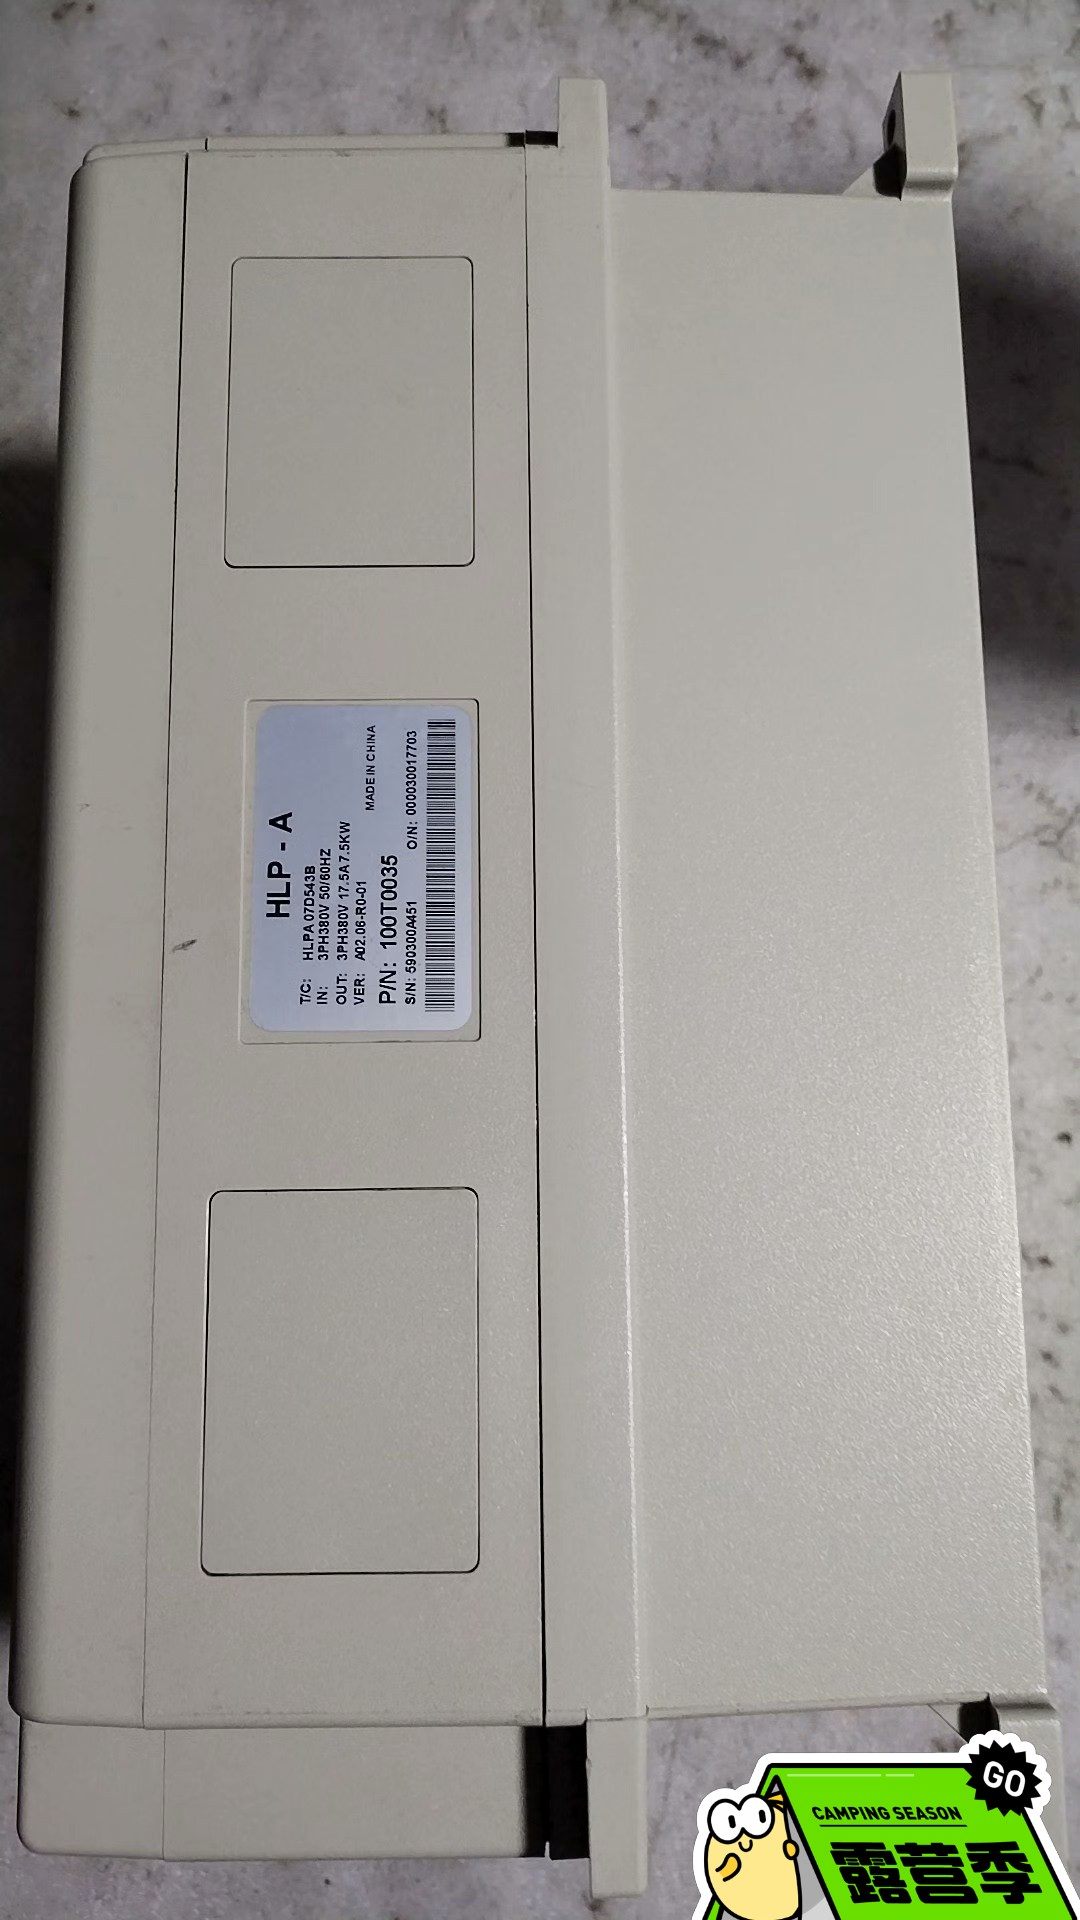 HLP - A
T/C: HLPA07D543B
IN: 3PH380V 50/60HZ
OUT: 3PH380V 17.5A 7.5KW
VER: A02.06-R0-01
MADE IN CHINA
P/N: 100T0035
S/N: 590300A451 O/N: 000030017703
GO
CAMPING SEASON
露营季